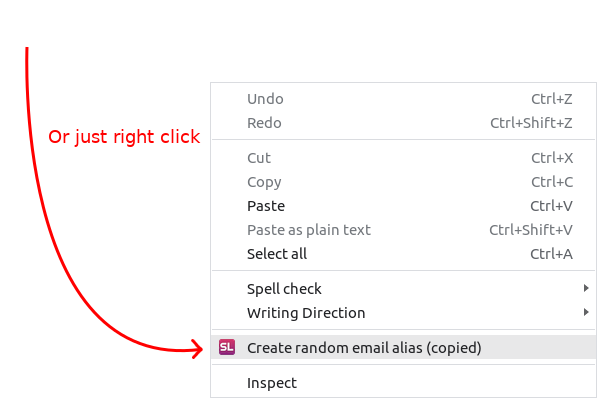 Or just right click
Undo Ctrl+Z
Redo Ctrl+Shift+Z
Cut Ctrl+X
Copy Ctrl+C
Paste Ctrl+V
Paste as plain text Ctrl+Shift+V
Select all Ctrl+A
Spell check
Writing Direction
SL Create random email alias (copied)
Inspect